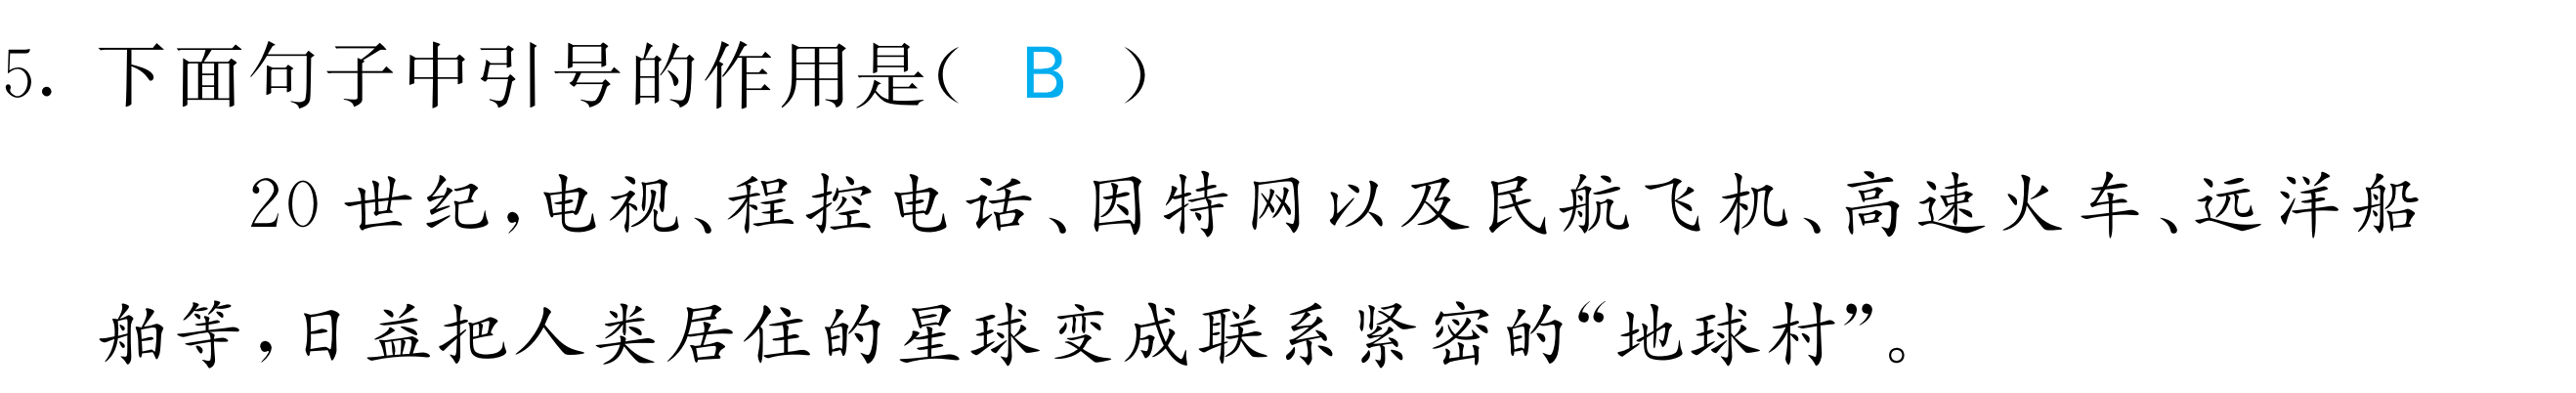 5. 下面句子中引号的作用是( B )
20 世纪,电视、程控电话、因特网以及民航飞机、高速火车、远洋船
舶等,日益把人类居住的星球变成联系紧密的“地球村”。